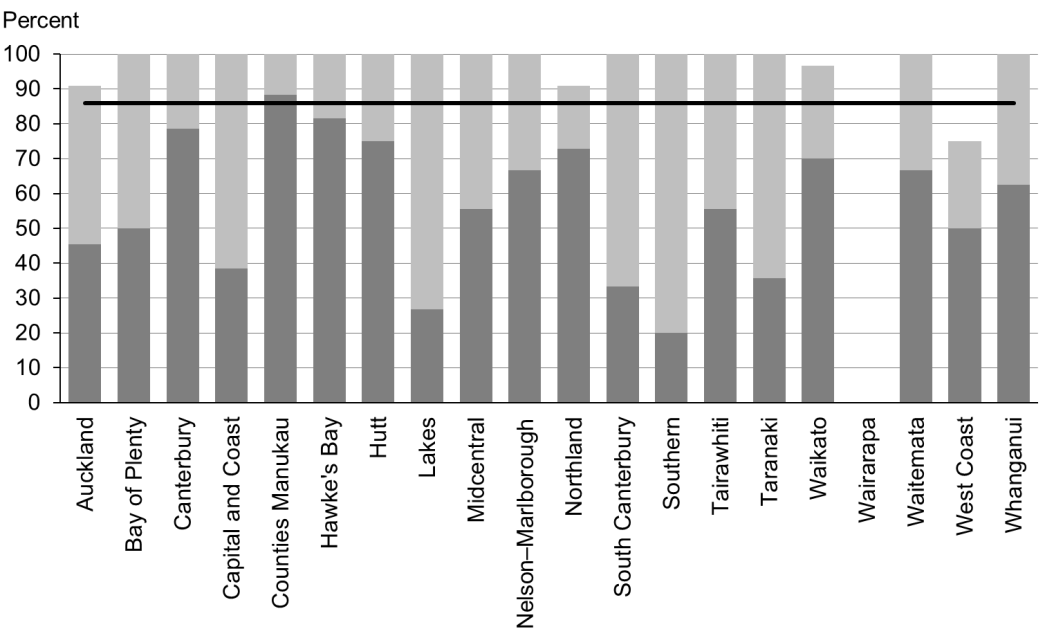 Percent
100
90
80
70
60
50
40
30
20
10
0
Auckland
Bay of Plenty
Canterbury
Capital and Coast
Counties Manukau
Hawke's Bay
Hutt
Lakes
Midcentral
Nelson–Marlborough
Northland
South Canterbury
Southern
Tairawhiti
Taranaki
Waikato
Wairarapa
Waitemata
West Coast
Whanganui